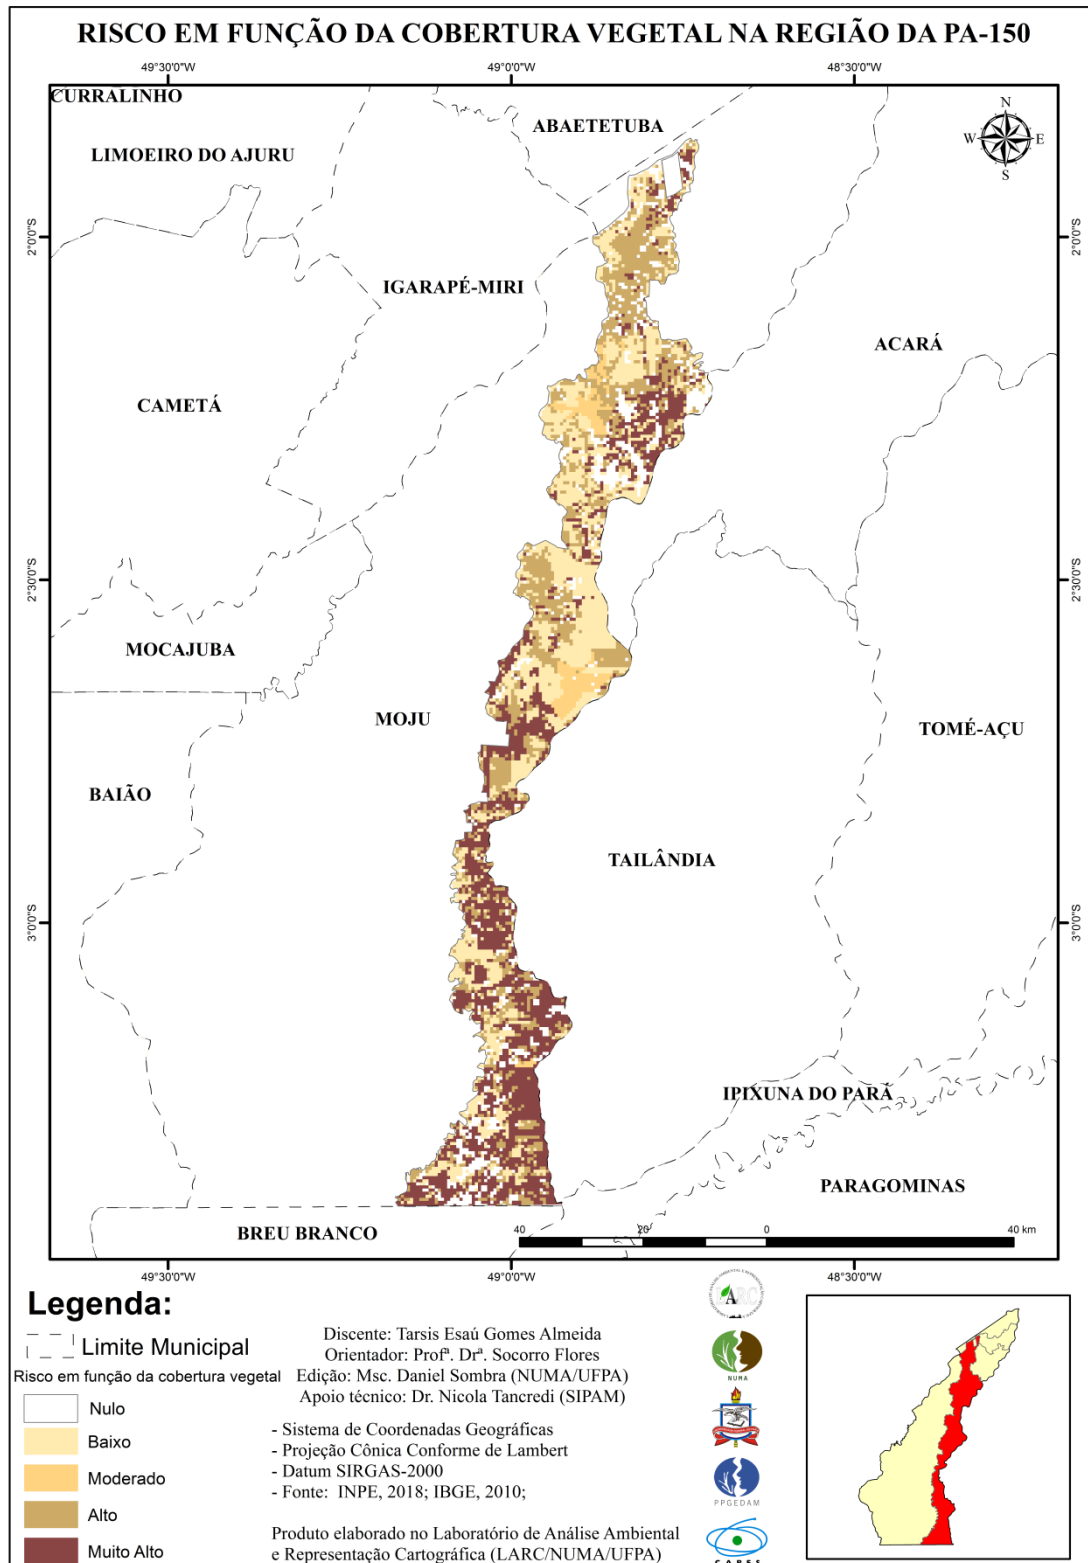 RISCO EM FUNÇÃO DA COBERTURA VEGETAL NA REGIÃO DA PA-150
49°30'0"W 49°0'0"W 48°30'0"W
CURRALINHO
ABAETETUBA
LIMOEIRO DO AJURU
N
W E
S
2°0'0"S 2°0'0"S
IGARAPÉ-MIRI
ACARÁ
CAMETÁ
2°30'0"S 2°30'0"S
MOCAJUBA
MOJU
TOMÉ-AÇU
BAIÃO
TAILÂNDIA
3°0'0"S 3°0'0"S
IPIXUNA DO PARÁ
PARAGOMINAS
BREU BRANCO
40 20 0 40 km
49°30'0"W 49°0'0"W 48°30'0"W
Legenda:
Limite Municipal
Risco em função da cobertura vegetal
Nulo
Baixo
Moderado
Alto
Muito Alto
Discente: Tarsis Esaú Gomes Almeida
Orientador: Profª. Drª. Socorro Flores
Edição: Msc. Daniel Sombra (NUMA/UFPA)
Apoio técnico: Dr. Nicola Tancredi (SIPAM)
- Sistema de Coordenadas Geográficas
- Projeção Cônica Conforme de Lambert
- Datum SIRGAS-2000
- Fonte: INPE, 2018; IBGE, 2010;
Produto elaborado no Laboratório de Análise Ambiental
e Representação Cartográfica (LARC/NUMA/UFPA)
LARC
NUMA
PPGEDAM
CAPES